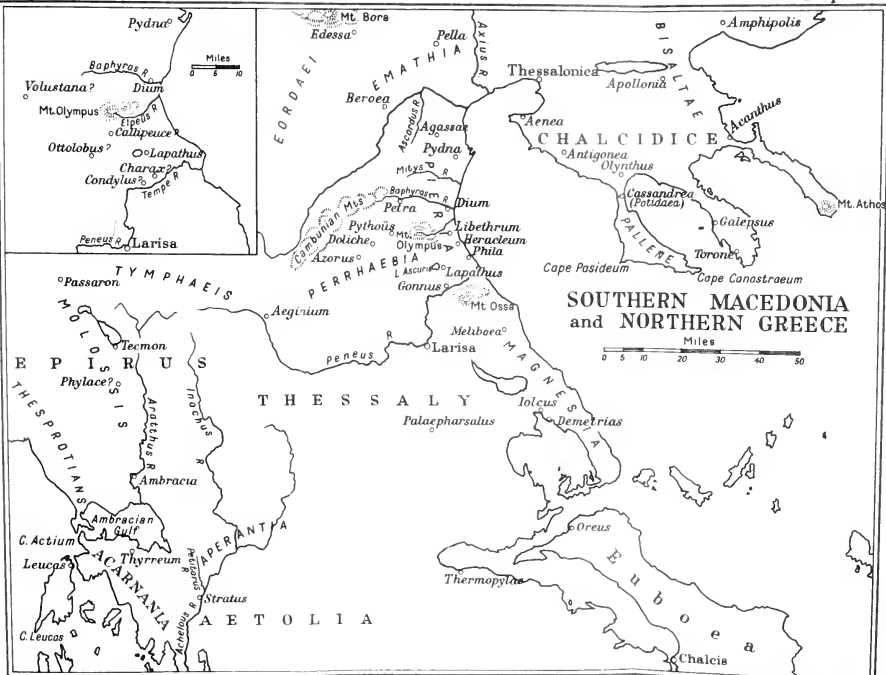 Pydna
Miles
0 5 10
Baphyras R
Dium
Volustana?
Mt. Olympus
Elpeus R
Callipeuce
Ottolobus?
Lapathus
Charax?
Condylus?
Tempe R
Peneus R
Larisa
Mt. Bora
Edessa
Pella
Axius R
EORDAEI
EMATHIA
Beroea
Ascordus R
Agassae
Pydna
Mitys R
PIERIA
Baphyras R
Petra
Dium
Cambunian Mts
Pythoüs
Mt. Olympus
Libethrum
Heracleum
Doliche
Phila
Azorus
PERRHAEBIA
L Ascuris
Lapathus
Gonnus
Mt Ossa
Thessalonica
BISALTAE
Amphipolis
Apollonia
Acanthus
Aenea
CHALCIDICE
Antigonea
Olynthus
Cassandrea
(Potidaea)
Mt. Athos
PALLENE
Galepsus
Torone
Cape Pasideum
Cape Canastraeum
SOUTHERN MACEDONIA
and NORTHERN GREECE
Miles
0 5 10 20 30 40 50
TYMPHAEIS
Passaron
MOLOSSIS
Aeginium
Tecmon
Peneus R
Larisa
Meliboea
MAGNESSIA
EPIRUS
Phylace?
THESPROTIANS
Aratthus R
Inachus R
THESSALY
Iolcus
Demetrias
Palaepharsalus
Ambracia
Ambracian
Gulf
C. Actium
Leucas
Thyrreum
ACARNANIA
APERANTIA
Petitarus R
Stratus
C. Leucas
Achelous R
AETOLIA
Oreus
Thermopylae
Euboea
Chalcis